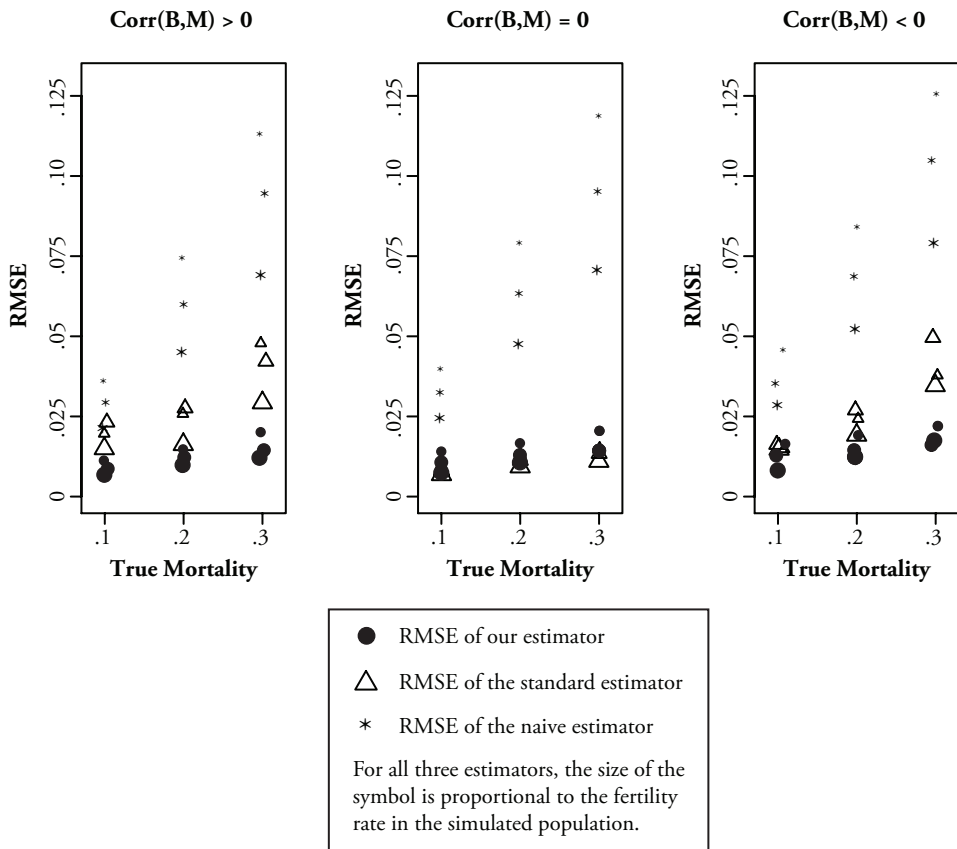 Corr(B,M) > 0
Corr(B,M) = 0
Corr(B,M) < 0
RMSE
.125
.10
.075
.05
.025
0
.1 .2 .3
True Mortality
RMSE
.125
.10
.075
.05
.025
0
.1 .2 .3
True Mortality
RMSE
.125
.10
.075
.05
.025
0
.1 .2 .3
True Mortality
RMSE of our estimator
RMSE of the standard estimator
RMSE of the naive estimator
For all three estimators, the size of the
symbol is proportional to the fertility
rate in the simulated population.